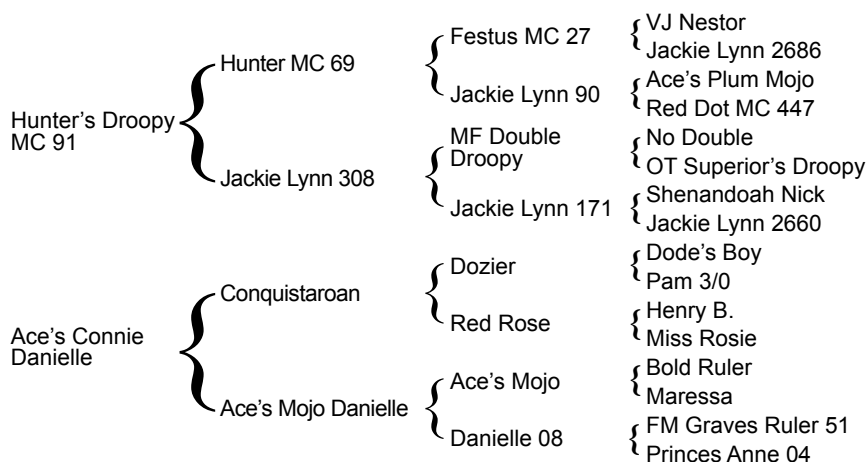 Hunter's Droopy
MC 91
Hunter MC 69
Jackie Lynn 308
Festus MC 27
Jackie Lynn 90
MF Double
Droopy
Jackie Lynn 171
VJ Nestor
Jackie Lynn 2686
Ace's Plum Mojo
Red Dot MC 447
No Double
OT Superior's Droopy
Shenandoah Nick
Jackie Lynn 2660
Ace's Connie
Danielle
Conquistaroan
Ace's Mojo Danielle
Dozier
Red Rose
Ace's Mojo
Danielle 08
Dode's Boy
Pam 3/0
Henry B.
Miss Rosie
Bold Ruler
Maressa
FM Graves Ruler 51
Princes Anne 04